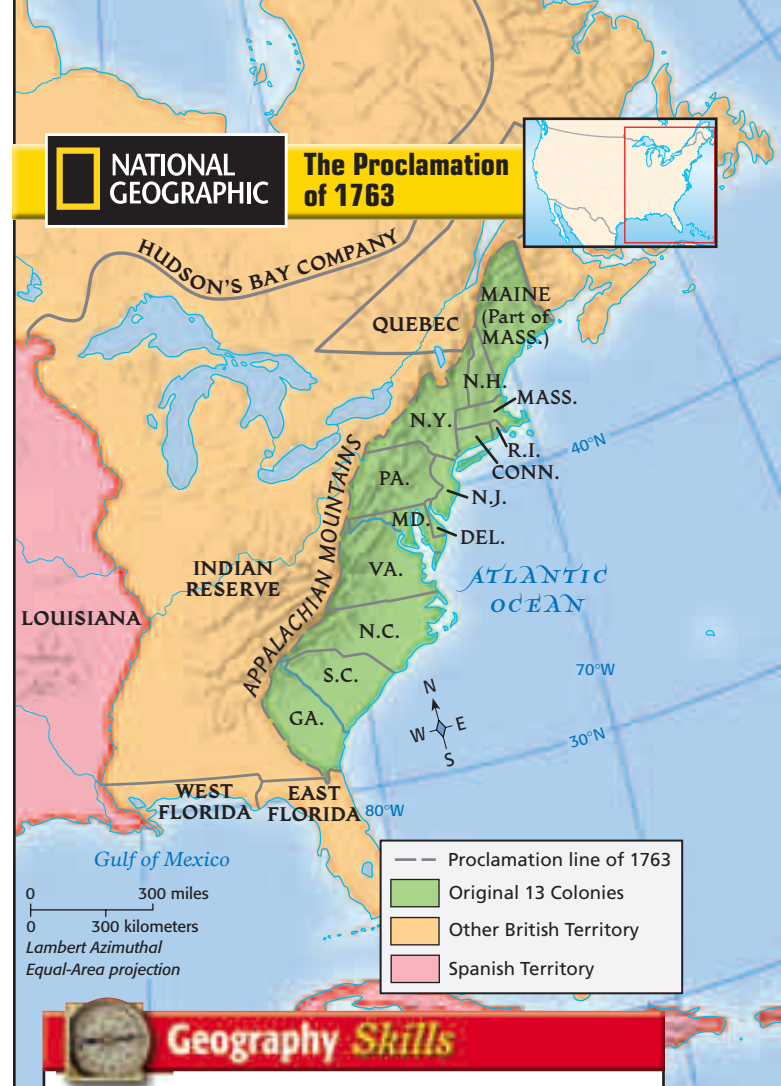 NATIONAL
GEOGRAPHIC
The Proclamation
of 1763
HUDSON'S BAY COMPANY
MAINE
(Part of
MASS.)
QUEBEC
N.H.
MASS.
N.Y.
R.I.
CONN.
40°N
PA.
N.J.
MD.
DEL.
APPALACHIAN MOUNTAINS
INDIAN
RESERVE
VA.
ATLANTIC
OCEAN
LOUISIANA
N.C.
S.C.
70°W
GA.
N
W
E
S
30°N
WEST
FLORIDA
EAST
FLORIDA
80°W
Gulf of Mexico
0 300 miles
0 300 kilometers
Lambert Azimuthal
Equal-Area projection
Proclamation line of 1763
Original 13 Colonies
Other British Territory
Spanish Territory
Geography Skills